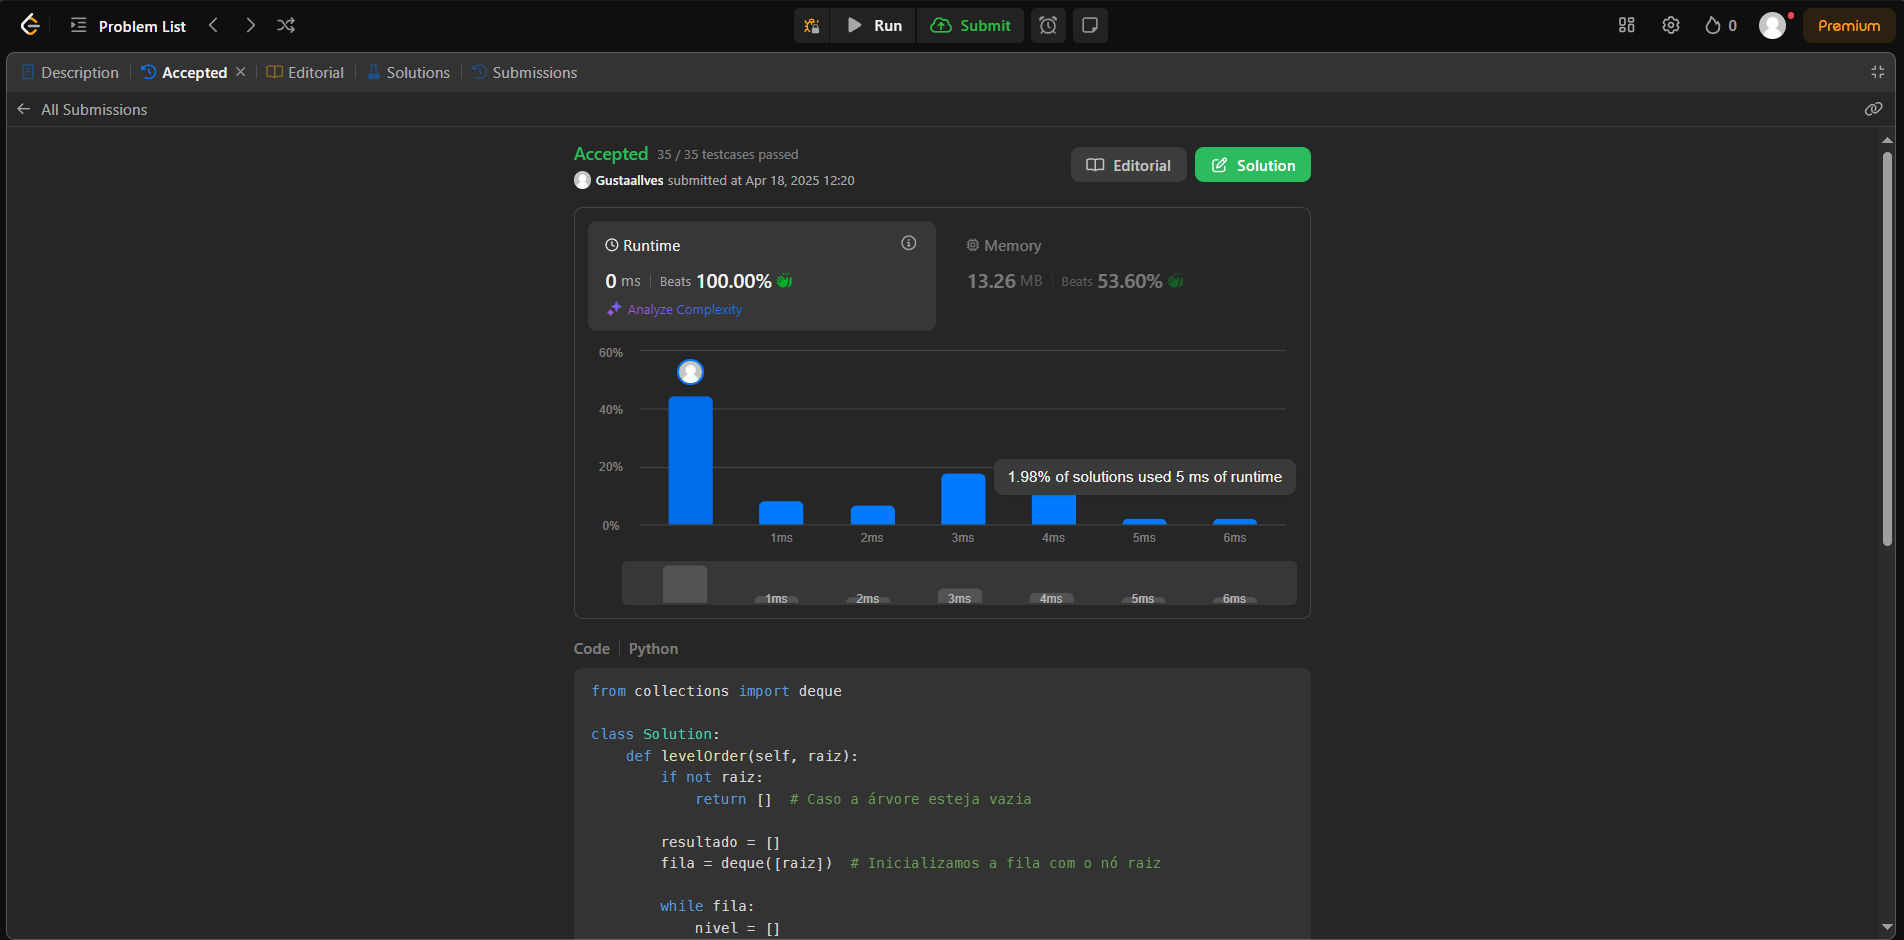 Problem List
Run
Submit
0
Premium
Description
Accepted
Editorial
Solutions
Submissions
All Submissions
Accepted 35 / 35 testcases passed
Gustaallves submitted at Apr 18, 2025 12:20
Editorial
Solution
Runtime
0 ms Beats 100.00%
Analyze Complexity
Memory
13.26 MB Beats 53.60%
60%
40%
20%
0%
1.98% of solutions used 5 ms of runtime
1ms 2ms 3ms 4ms 5ms 6ms
1ms 2ms 3ms 4ms 5ms 6ms
Code Python
from collections import deque
class Solution:
    def levelOrder(self, raiz):
        if not raiz:
            return []  # Caso a árvore esteja vazia
        resultado = []
        fila = deque([raiz])  # Inicializamos a fila com o nó raiz
        while fila:
            nivel = []